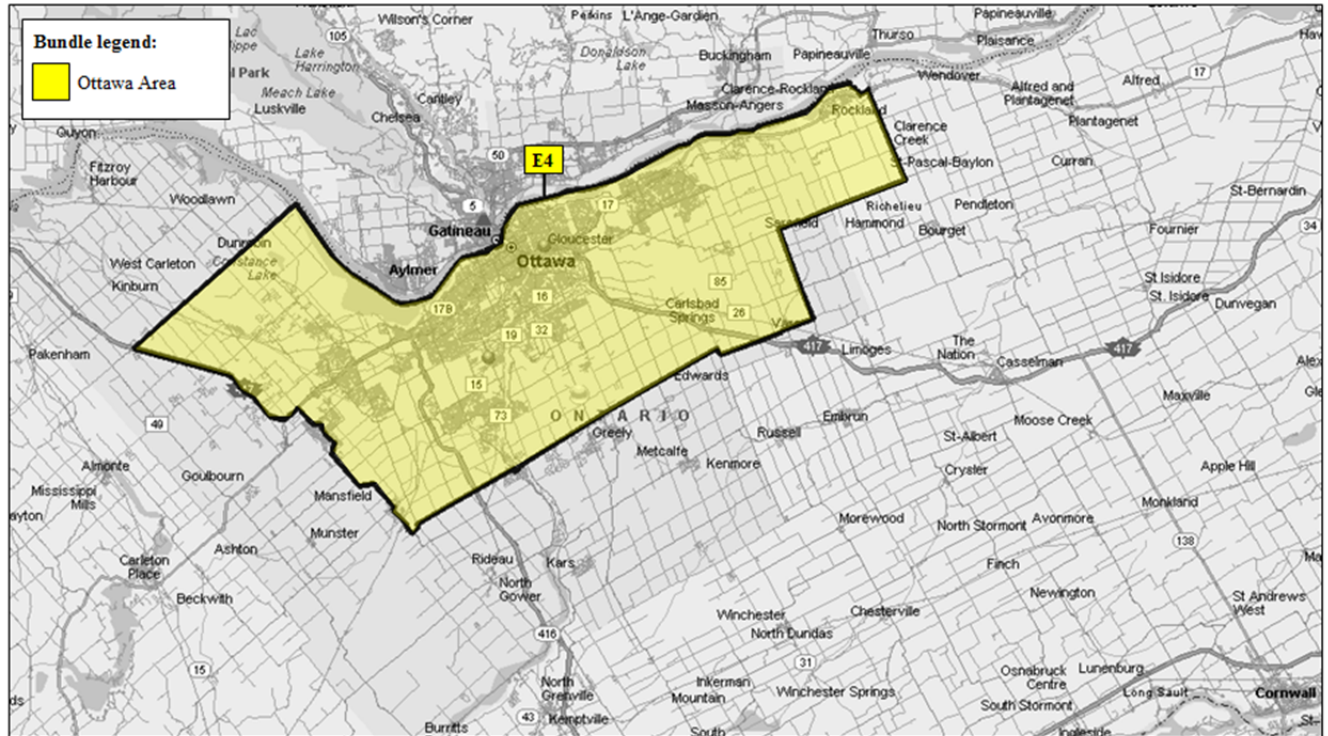 Bundle legend:
Ottawa Area
Wilson's Corner
Perkins
L'Ange-Gardien
Papineauville
105
Lac
Lake
Harrington
Donaldson
Lake
Thurso
Plaisance
Buckingham
Papineauville
l Park
Meach Lake
Luskville
Cantley
Chelsea
Clarence-Rockland
Masson-Angers
Wendover
Alfred and
Plantagenet
Alfred
17
Rockland
Plantagenet
Quyon
Clarence
Creek
50
E4
Fitzroy
Harbour
St-Pascal-Baylon
Curran
Woodlawn
St-Bernardin
5
17
Richelieu
Pendleton
Gatineau
Sarsfield
Hammond
Bourget
Fournier
34
Dunrobin
Gloucester
Constance
Lake
West Carleton
Kinburn
Aylmer
Ottawa
St Isidore
St. Isidore
Dunvegan
85
16
17B
Carlsbad
Springs
26
19
32
417
Limoges
The
Nation
417
Casselman
Pakenham
Edwards
15
Maxville
73
ONTARIO
Embrun
Moose Creek
49
Greely
Russell
St-Albert
Metcalfe
Kenmore
Almonte
Goulbourn
Crysler
Apple Hill
Mississippi
Mills
Mansfield
Monkland
Munster
Morewood
North Stormont
Avonmore
138
Ashton
Carleton
Place
Rideau
Kars
Finch
North
Gower
Beckwith
Newington
St Andrews
West
Winchester
Chesterville
North Dundas
416
15
31
Osnabruck
Centre
Lunenburg
North
Grenville
Inkerman
Mountain
Winchester Springs
Long Sault
Cornwall
South Stormont
43
Kemptville
Burritts
South
Ingleside